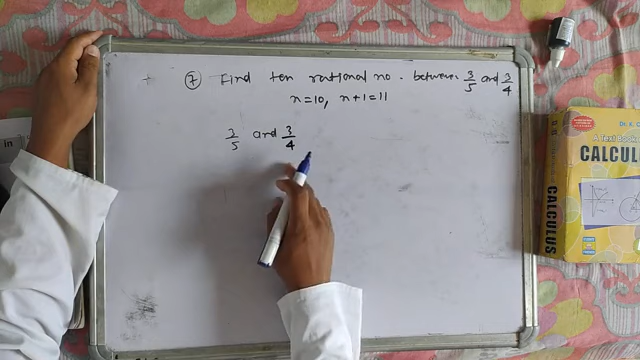 ⑦ Find ten rational no. between 3/5 and 3/4
n=10, n+1=11
3/5 and 3/4
in
A Text Book
CALCULUS
CALCULUS